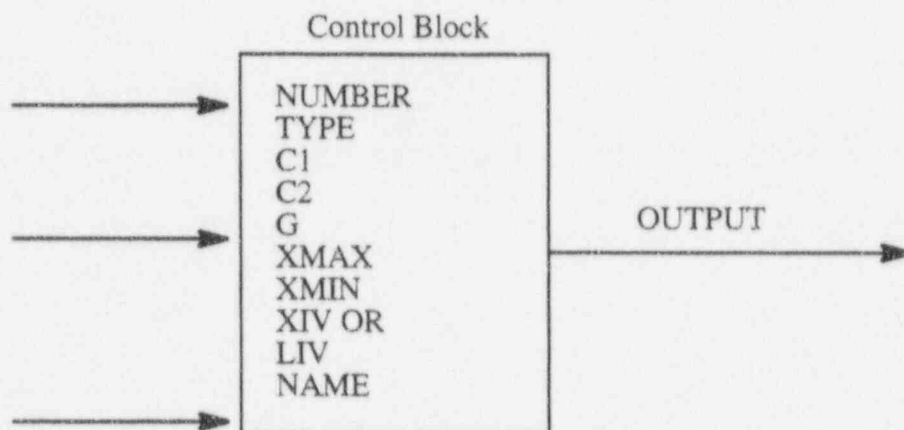 Control Block
NUMBER
TYPE
C1
C2
G
XMAX
XMIN
XIV OR
LIV
NAME
OUTPUT